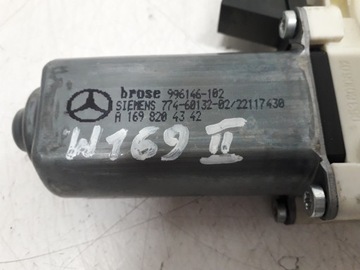 brose 996146-102
SIEMENS 774-60132-02/22117430
A 169 820 43 42
W169 II